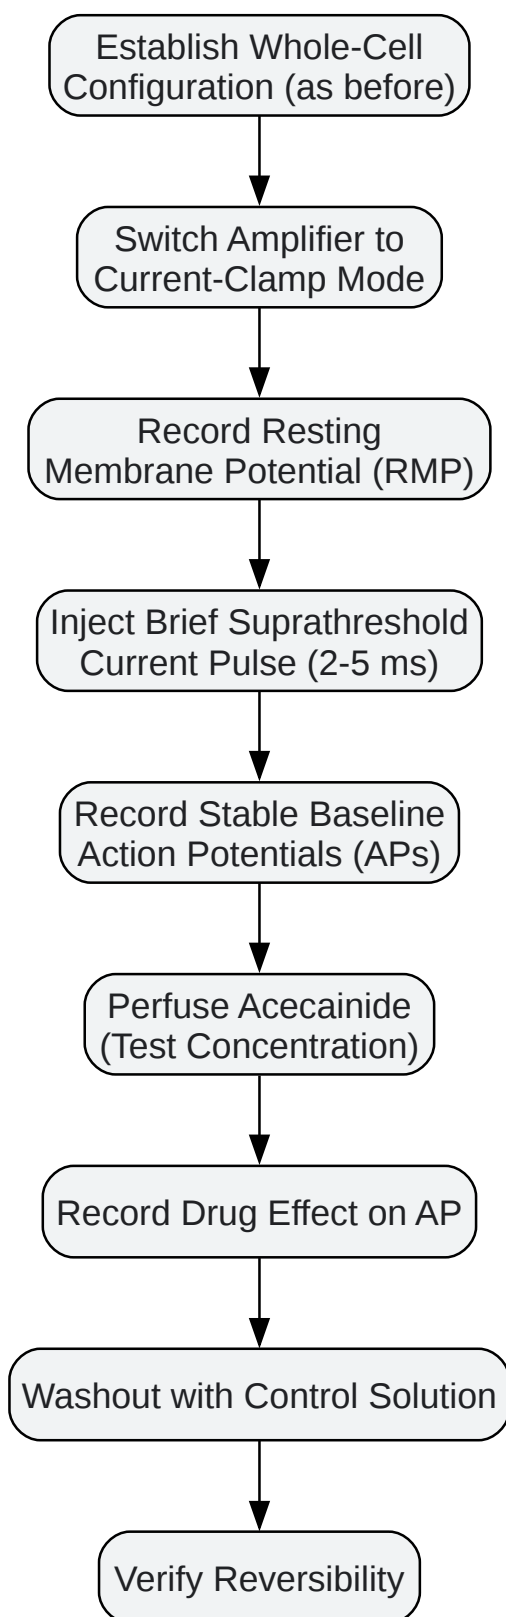 Establish Whole-Cell
Configuration (as before)
Switch Amplifier to
Current-Clamp Mode
Record Resting
Membrane Potential (RMP)
Inject Brief Suprathreshold
Current Pulse (2-5 ms)
Record Stable Baseline
Action Potentials (APs)
Perfuse Acecainide
(Test Concentration)
Record Drug Effect on AP
Washout with Control Solution
Verify Reversibility